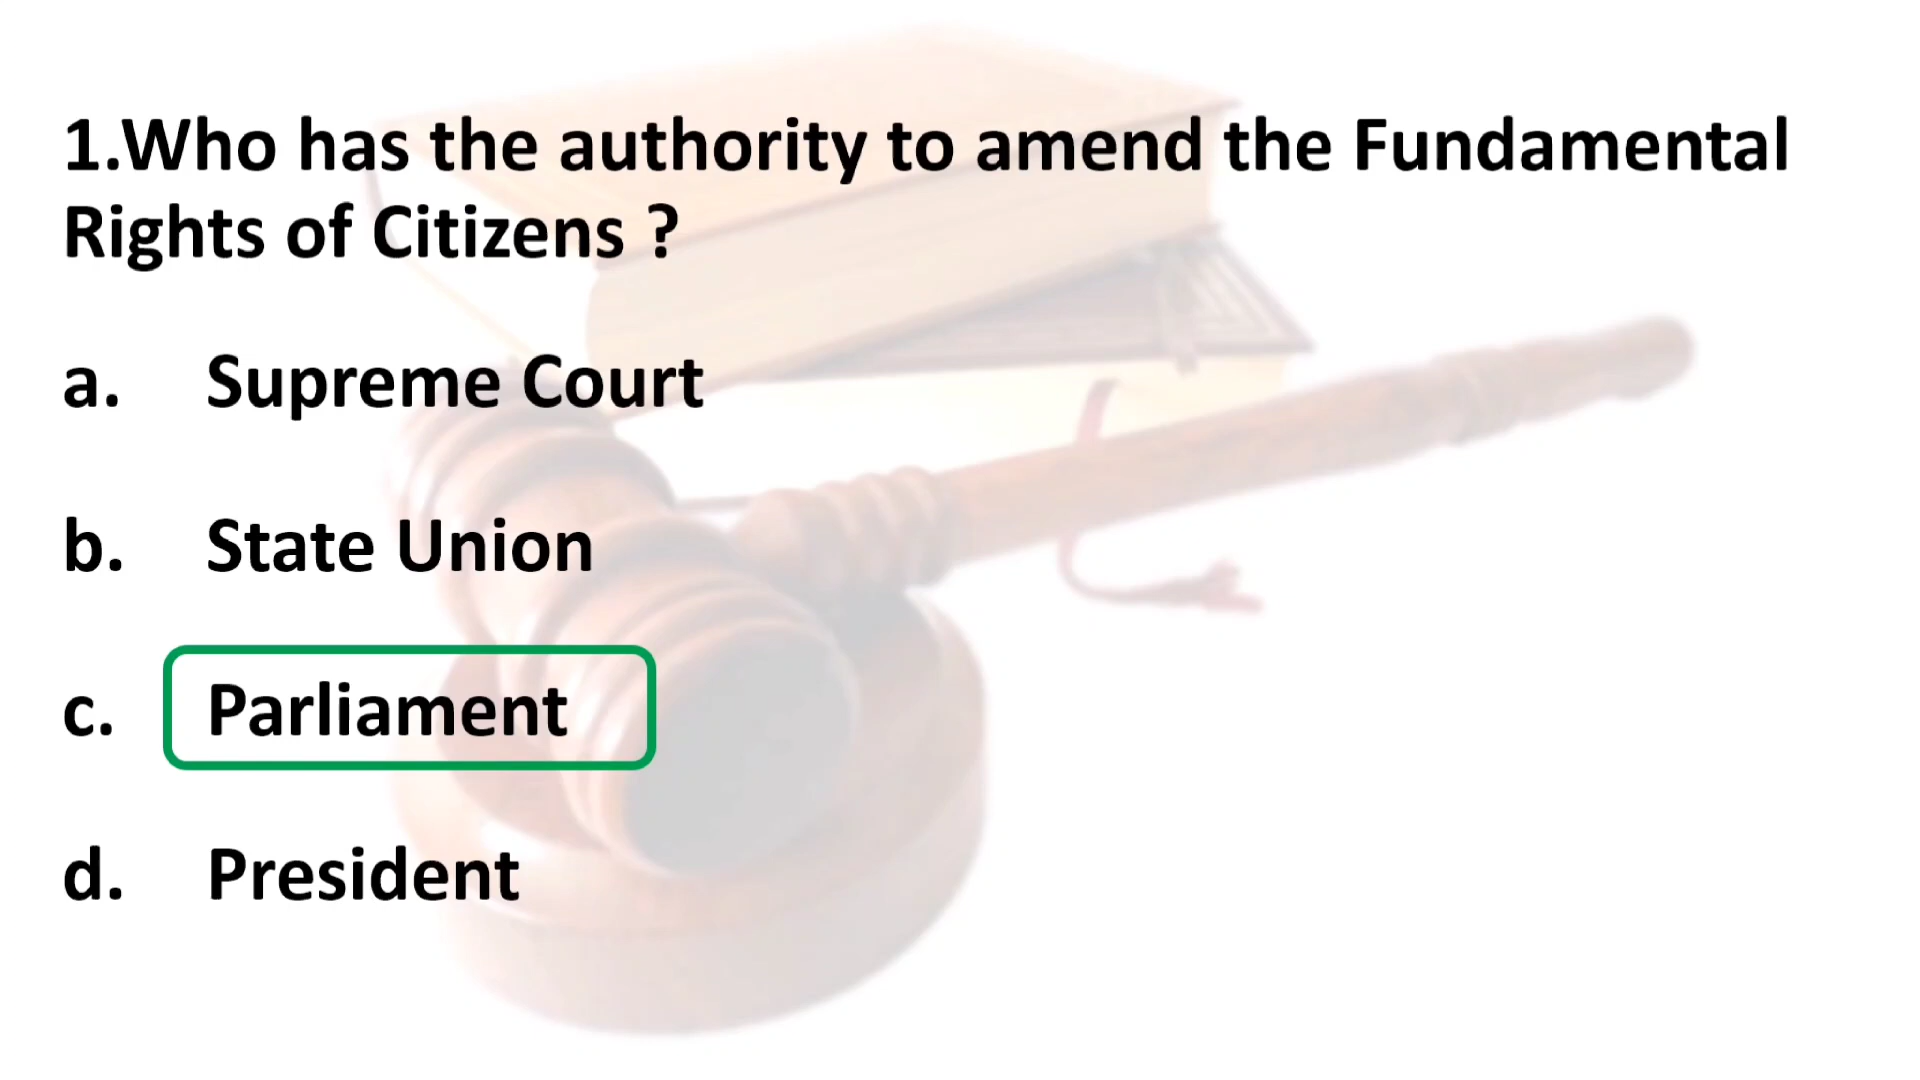 1.Who has the authority to amend the Fundamental
Rights of Citizens ?
a. Supreme Court
b. State Union
c. Parliament
d. President